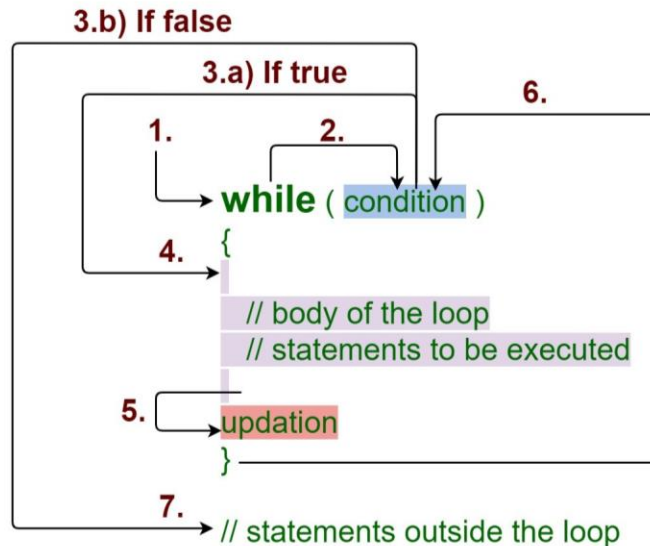 3.b) If false
3.a) If true
6.
1.
2.
while ( condition )
{
4.
// body of the loop
// statements to be executed
5.
updation
}
7.
// statements outside the loop